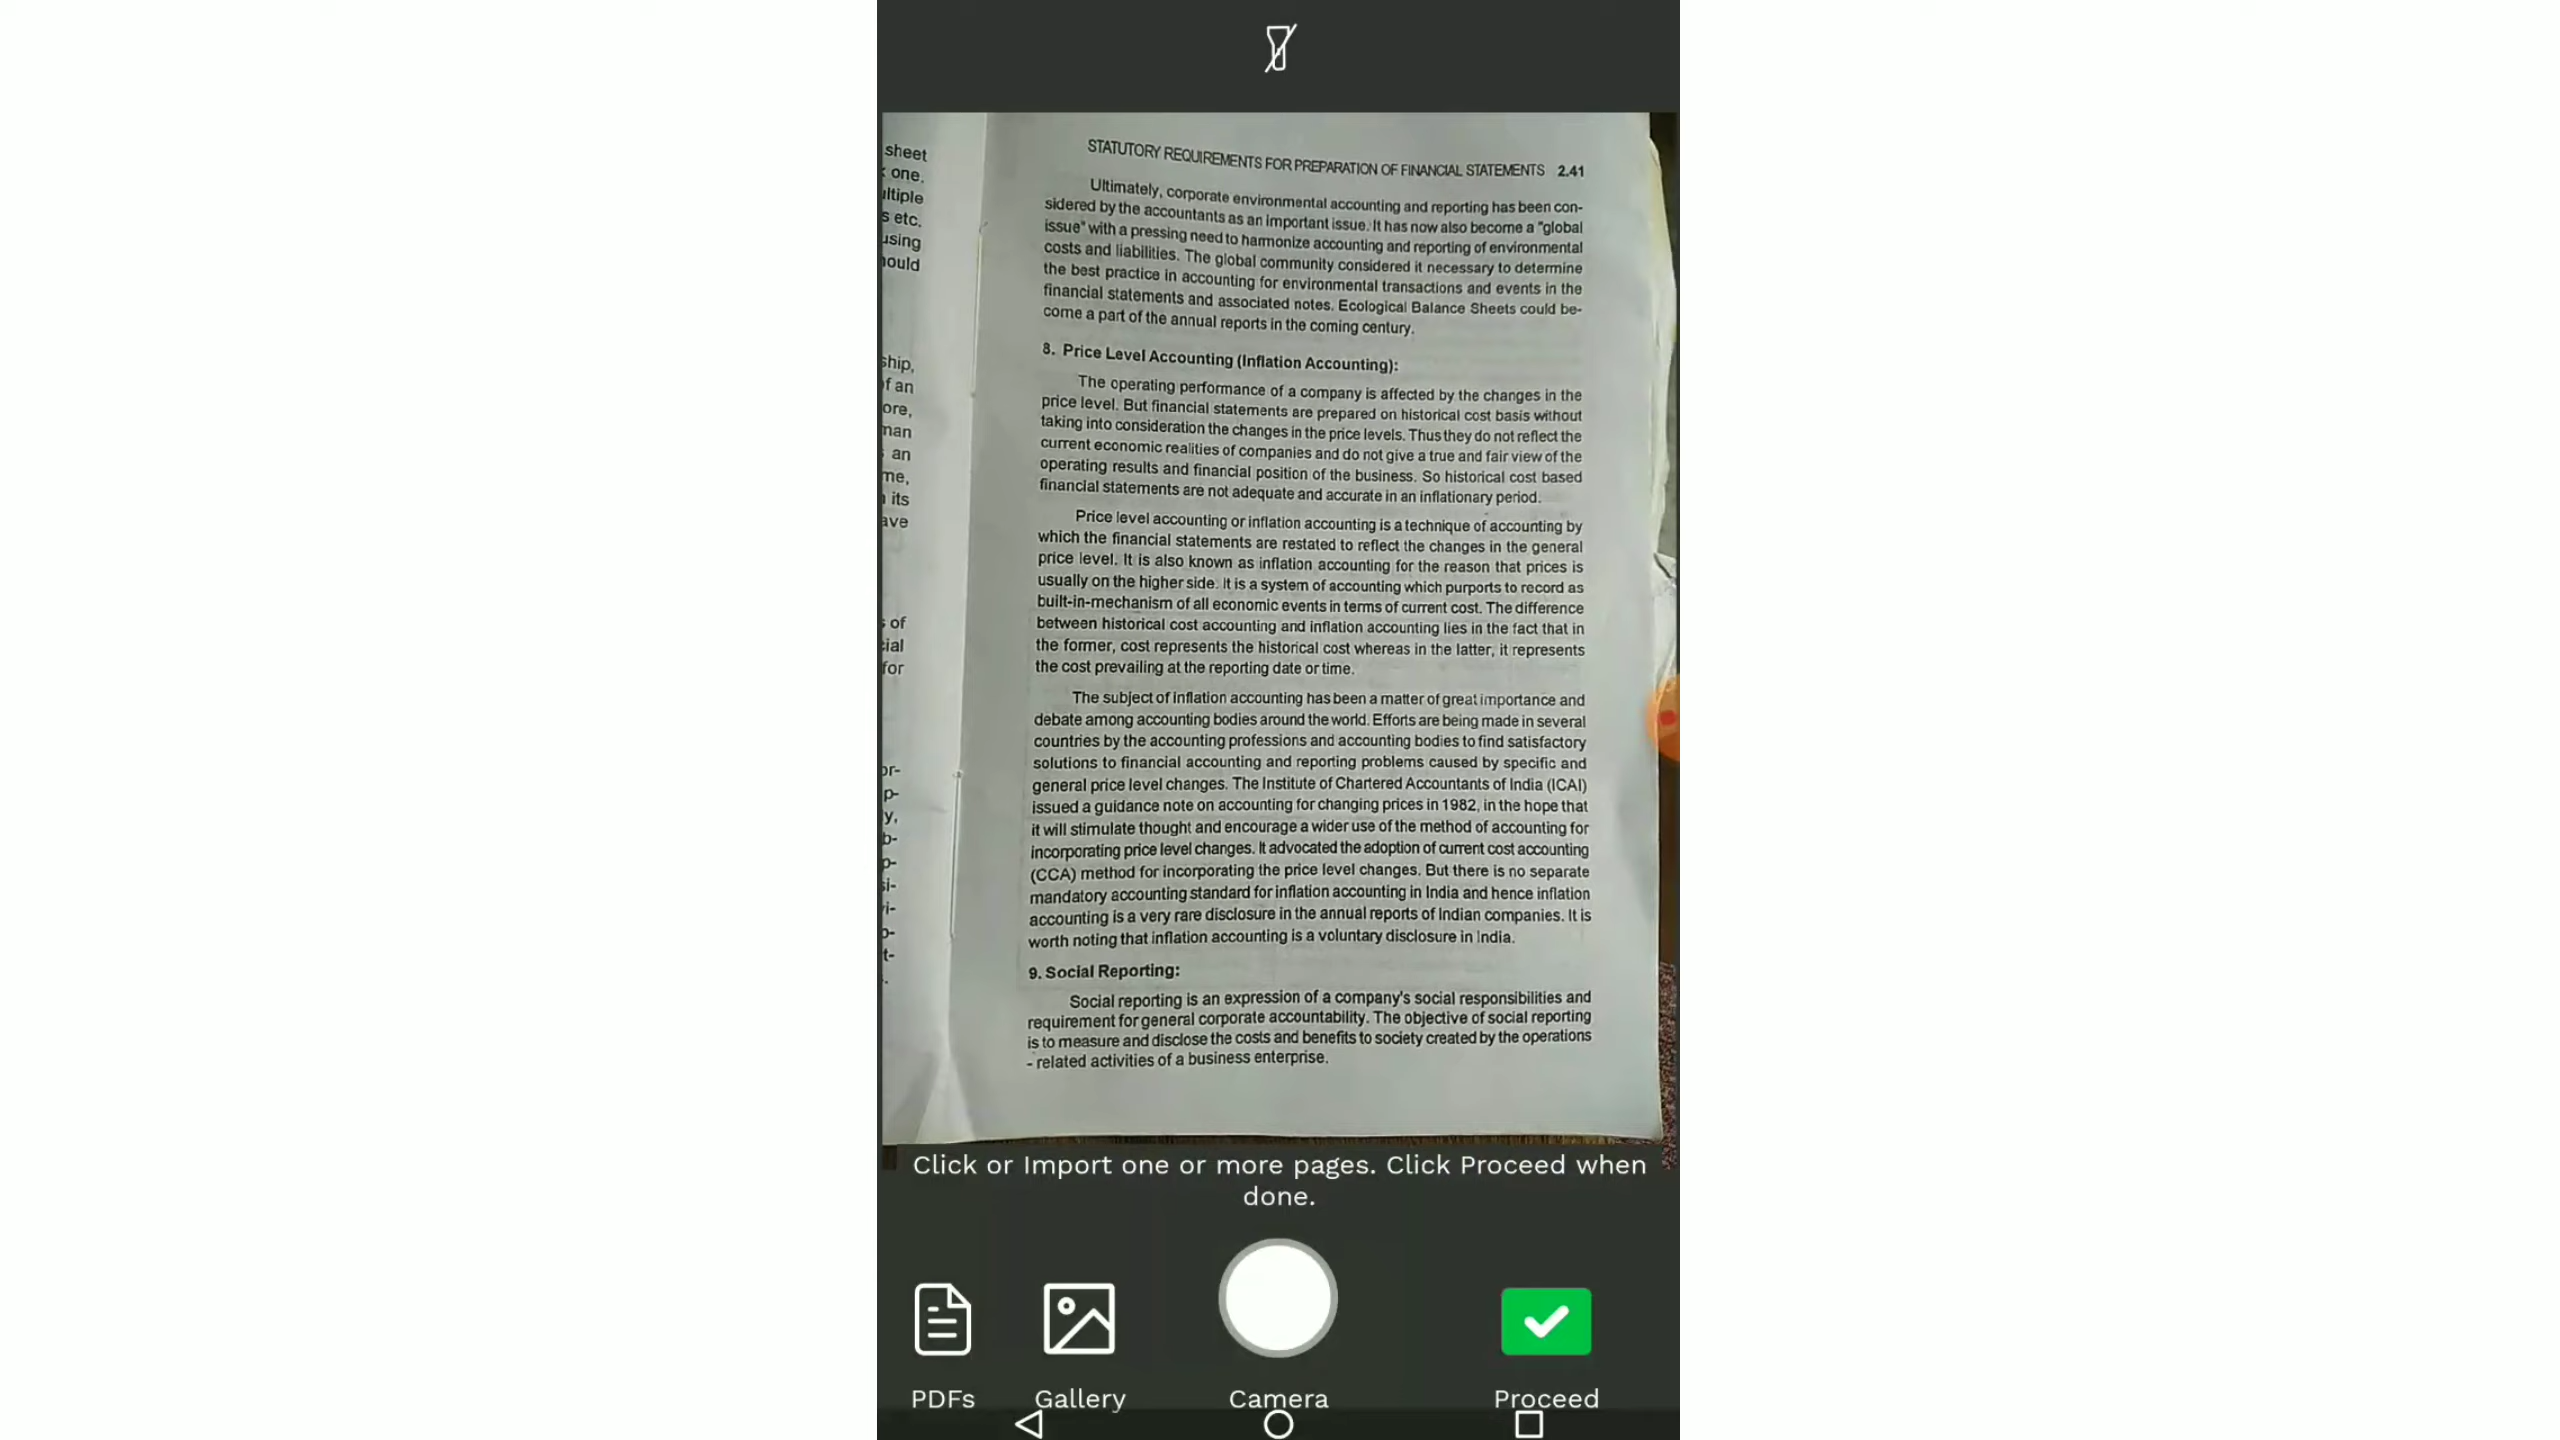 sheet
one.
ultiple
s etc.
using
hould
ship,
f an
ore,
man
an
me,
its
ave
of
cial
for
or-
p-
y,
b-
p-
si-
i-
o-
t-
STATUTORY REQUIREMENTS FOR PREPARATION OF FINANCIAL STATEMENTS 2.41
Ultimately, corporate environmental accounting and reporting has been con-
sidered by the accountants as an important issue. It has now also become a "global
issue" with a pressing need to harmonize accounting and reporting of environmental
costs and liabilities. The global community considered it necessary to determine
the best practice in accounting for environmental transactions and events in the
financial statements and associated notes. Ecological Balance Sheets could be-
come a part of the annual reports in the coming century.
8. Price Level Accounting (Inflation Accounting):
The operating performance of a company is affected by the changes in the
price level. But financial statements are prepared on historical cost basis without
taking into consideration the changes in the price levels. Thus they do not reflect the
current economic realities of companies and do not give a true and fair view of the
operating results and financial position of the business. So historical cost based
financial statements are not adequate and accurate in an inflationary period.
Price level accounting or inflation accounting is a technique of accounting by
which the financial statements are restated to reflect the changes in the general
price level. It is also known as inflation accounting for the reason that prices is
usually on the higher side. It is a system of accounting which purports to record as
built-in-mechanism of all economic events in terms of current cost. The difference
between historical cost accounting and inflation accounting lies in the fact that in
the former, cost represents the historical cost whereas in the latter, it represents
the cost prevailing at the reporting date or time.
The subject of inflation accounting has been a matter of great importance and
debate among accounting bodies around the world. Efforts are being made in several
countries by the accounting professions and accounting bodies to find satisfactory
solutions to financial accounting and reporting problems caused by specific and
general price level changes. The Institute of Chartered Accountants of India (ICAI)
issued a guidance note on accounting for changing prices in 1982, in the hope that
it will stimulate thought and encourage a wider use of the method of accounting for
incorporating price level changes. It advocated the adoption of current cost accounting
(CCA) method for incorporating the price level changes. But there is no separate
mandatory accounting standard for inflation accounting in India and hence inflation
accounting is a very rare disclosure in the annual reports of Indian companies. It is
worth noting that inflation accounting is a voluntary disclosure in India.
9. Social Reporting:
Social reporting is an expression of a company's social responsibilities and
requirement for general corporate accountability. The objective of social reporting
is to measure and disclose the costs and benefits to society created by the operations
- related activities of a business enterprise.
Click or Import one or more pages. Click Proceed when
done.
PDFs Gallery Camera Proceed